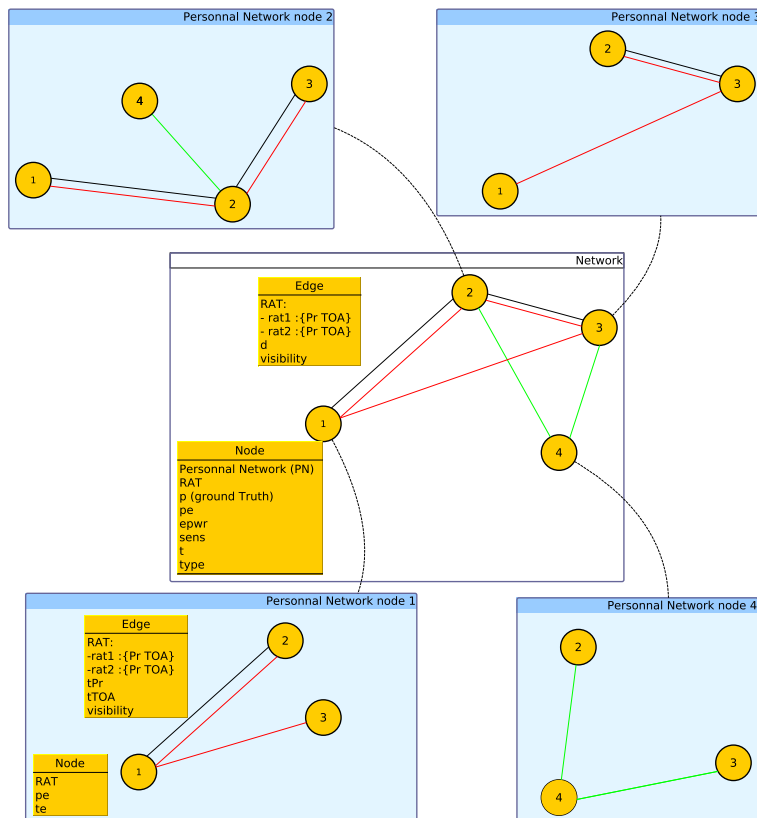 Personnal Network node 2
3
4
1
2
Personnal Network node 3
2
3
1
Network
Edge
RAT:
- rat1 :{Pr TOA}
- rat2 :{Pr TOA}
d
visibility
2
3
1
4
Node
Personnal Network (PN)
RAT
p (ground Truth)
pe
epwr
sens
t
type
Personnal Network node 1
Edge
RAT:
-rat1 :{Pr TOA}
-rat2 :{Pr TOA}
tPr
tTOA
visibility
2
3
1
Node
RAT
pe
te
Personnal Network node 4
2
3
4